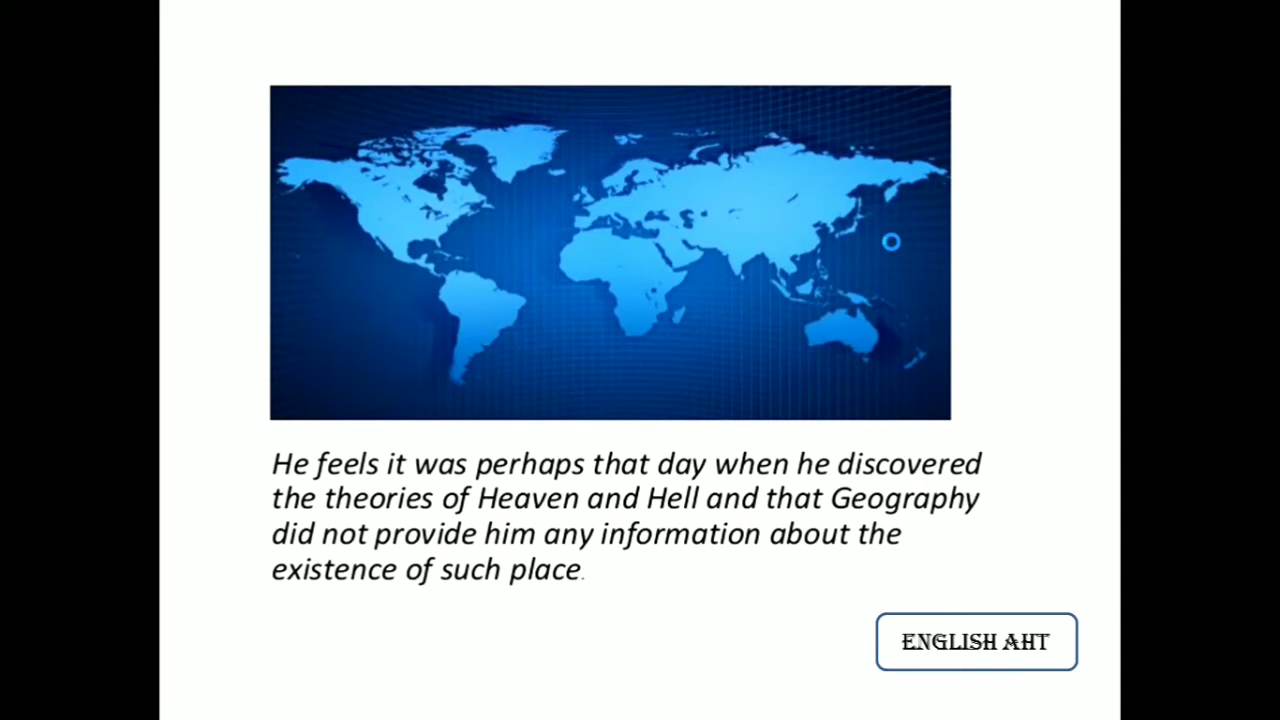 He feels it was perhaps that day when he discovered
the theories of Heaven and Hell and that Geography
did not provide him any information about the
existence of such place.
ENGLISH AHT